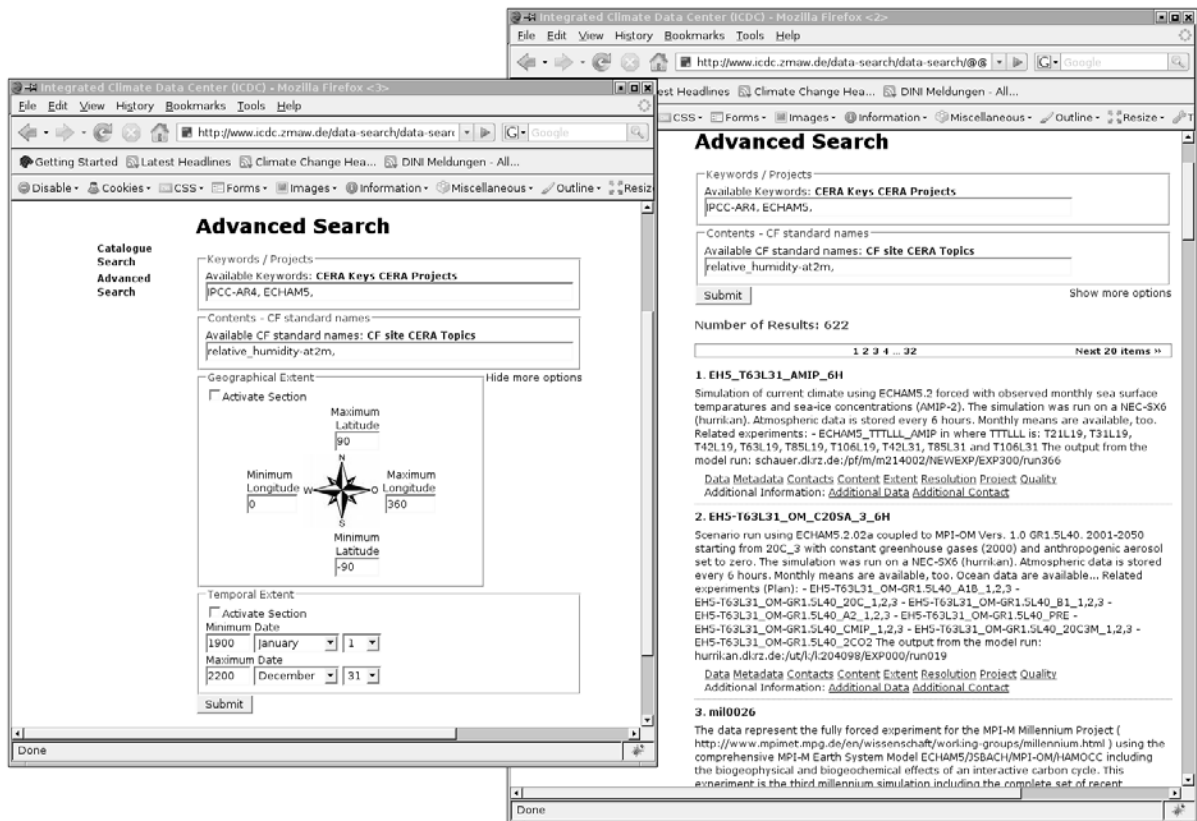 Integrated Climate Data Center (ICDC) - Mozilla Firefox <3>
File Edit View History Bookmarks Tools Help
http://www.icdc.zmaw.de/data-search/data-searc
Google
Getting Started Latest Headlines Climate Change Hea... DINI Meldungen - All...
Disable CSS Cookies Forms Images Information Miscellaneous Outline Resiz
Advanced Search
Catalogue
Search
Advanced
Search
Keywords / Projects
Available Keywords: CERA Keys CERA Projects
IPCC-AR4, ECHAM5,
Contents - CF standard names
Available CF standard names: CF site CERA Topics
relative_humidity-at2m,
Geographical Extent
Hide more options
Activate Section
Maximum
Latitude
90
N
Minimum
Longitude
0
W
O
Maximum
Longitude
360
S
Minimum
Latitude
-90
Temporal Extent
Activate Section
Minimum Date
1900 January 1
Maximum Date
2200 December 31
Submit
Done
Integrated Climate Data Center (ICDC) - Mozilla Firefox <2>
File Edit View History Bookmarks Tools Help
http://www.icdc.zmaw.de/data-search/data-search/@@
Google
est Headlines Climate Change Hea... DINI Meldungen - All...
CSS Forms Images Information Miscellaneous Outline Resize T
Advanced Search
Keywords / Projects
Available Keywords: CERA Keys CERA Projects
IPCC-AR4, ECHAM5,
Contents - CF standard names
Available CF standard names: CF site CERA Topics
relative_humidity-at2m,
Submit
Show more options
Number of Results: 622
1 2 3 4 ... 32 Next 20 items »
1. EH5_T63L31_AMIP_6H
Simulation of current climate using ECHAM5.2 forced with observed monthly sea surface
temparatures and sea-ice concentrations (AMIP-2). The simulation was run on a NEC-SX6
(hurrikan). Atmospheric data is stored every 6 hours. Monthly means are available, too.
Related experiments: - ECHAM5_TTTLLL_AMIP in where TTTLLL is: T21L19, T31L19,
T42L19, T63L19, T85L19, T106L19, T42L31, T85L31 and T106L31 The output from the
model run: schauer.dkrz.de:/pf/m/m214002/NEWEXP/EXP300/run366
Data Metadata Contacts Content Extent Resolution Project Quality
Additional Information: Additional Data Additional Contact
2. EH5-T63L31_OM_C20SA_3_6H
Scenario run using ECHAM5.2.02a coupled to MPI-OM Vers. 1.0 GR1.5L40. 2001-2050
starting from 20C_3 with constant greenhouse gases (2000) and anthropogenic aerosol
set to zero. The simulation was run on a NEC-SX6 (hurrikan). Atmospheric data is stored
every 6 hours. Monthly means are available, too. Ocean data are available... Related
experiments (Plan): - EH5-T63L31_OM-GR1.5L40_A1B_1,2,3 -
EH5-T63L31_OM-GR1.5L40_20C_1,2,3 - EH5-T63L31_OM-GR1.5L40_B1_1,2,3 -
EH5-T63L31_OM-GR1.5L40_A2_1,2,3 - EH5-T63L31_OM-GR1.5L40_PRE -
EH5-T63L31_OM-GR1.5L40_CMIP_1,2,3 - EH5-T63L31_OM-GR1.5L40_20C3M_1,2,3 -
EH5-T63L31_OM-GR1.5L40_2CO2 The output from the model run:
hurrikan.dkrz.de:/ut/k/k204098/EXP000/run019
Data Metadata Contacts Content Extent Resolution Project Quality
Additional Information: Additional Data Additional Contact
3. mil0026
The data represent the fully forced experiment for the MPI-M Millennium Project (
http://www.mpimet.mpg.de/en/wissenschaft/working-groups/millennium.html ) using the
comprehensive MPI-M Earth System Model ECHAM5/JSBACH/MPI-OM/HAMOCC including
the biogeophysical and biogeochemical effects of an interactive carbon cycle. This
experiment is the third millennium simulation including the complete set of recent
Done